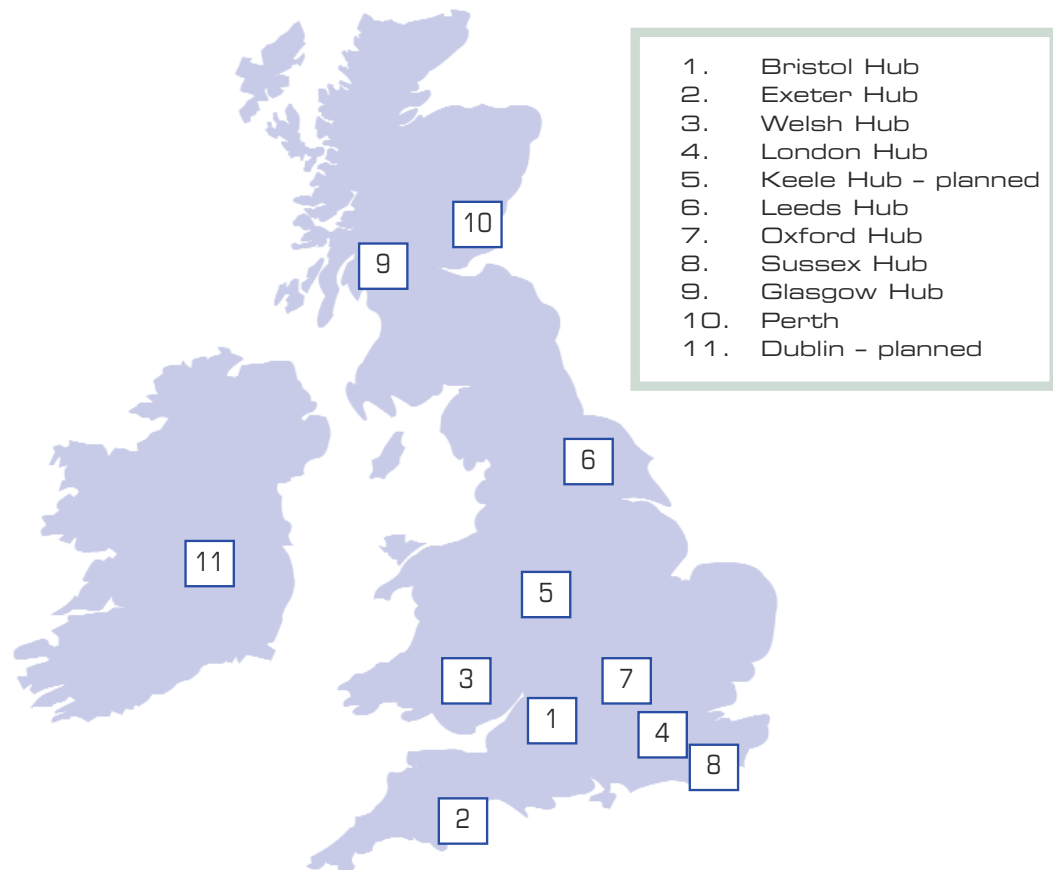 1. Bristol Hub
2. Exeter Hub
3. Welsh Hub
4. London Hub
5. Keele Hub – planned
6. Leeds Hub
7. Oxford Hub
8. Sussex Hub
9. Glasgow Hub
10. Perth
11. Dublin – planned
10
9
6
11
5
3
7
1
4
8
2